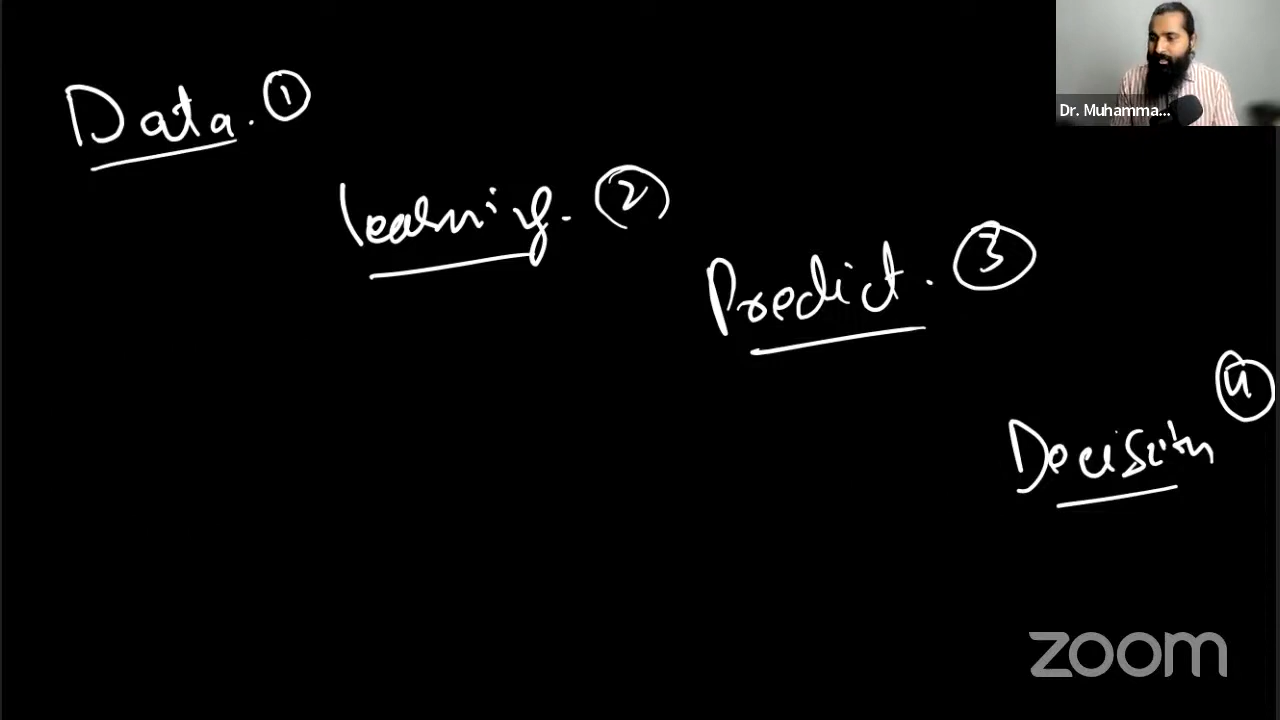 Data. ①
Dr. Muhamma...
learning. ②
Predict. ③
④
Decision
zoom